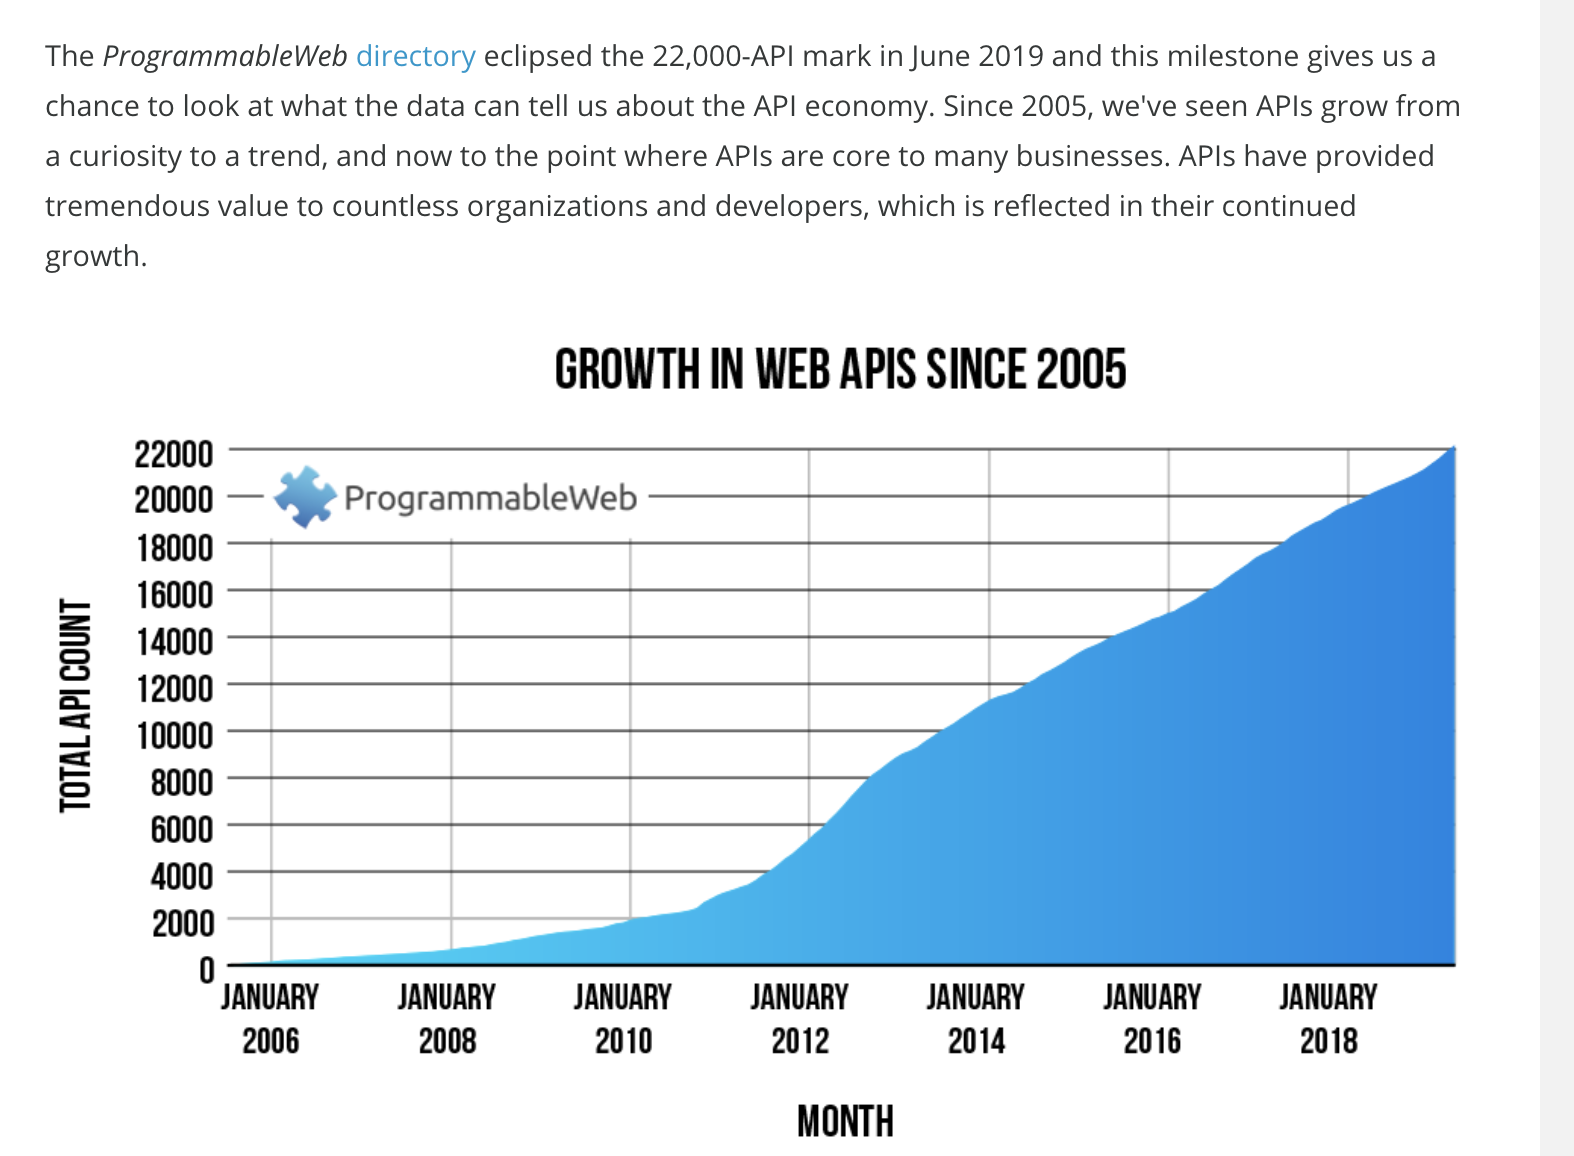 The ProgrammableWeb directory eclipsed the 22,000-API mark in June 2019 and this milestone gives us a
chance to look at what the data can tell us about the API economy. Since 2005, we've seen APIs grow from
a curiosity to a trend, and now to the point where APIs are core to many businesses. APIs have provided
tremendous value to countless organizations and developers, which is reflected in their continued
growth.
GROWTH IN WEB APIS SINCE 2005
22000
20000
ProgrammableWeb
18000
16000
14000
12000
10000
8000
6000
4000
2000
0
TOTAL API COUNT
JANUARY JANUARY JANUARY JANUARY JANUARY JANUARY JANUARY
2006 2008 2010 2012 2014 2016 2018
MONTH